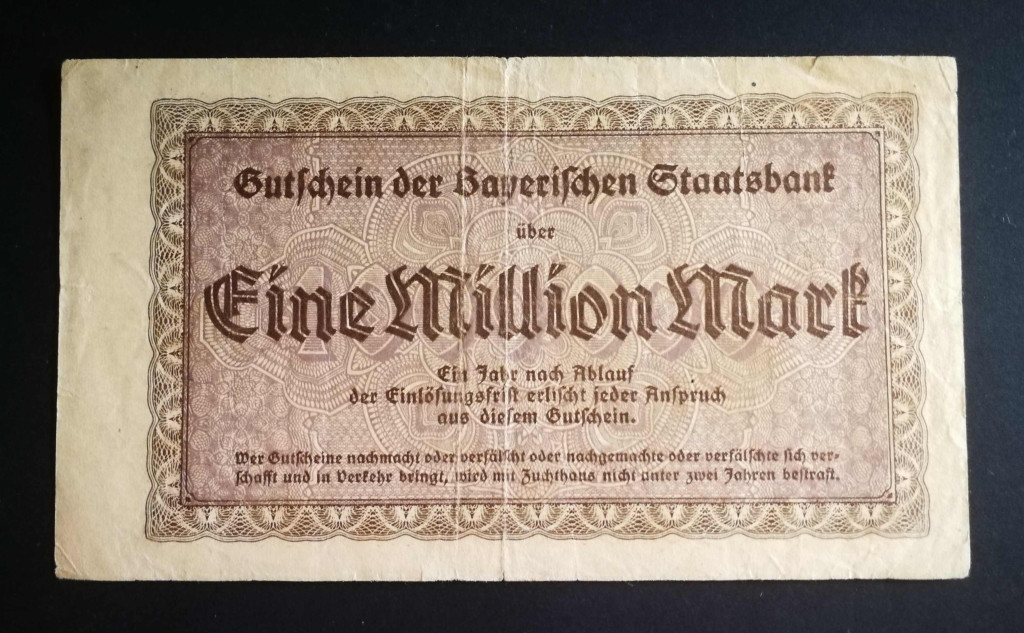 Gutschein der Bayerischen Staatsbank
über
Eine Million Mark
Ein Jahr nach Ablauf
der Einlösungsfrist erlischt jeder Anspruch
aus diesem Gutschein.
Wer Gutscheine nachmacht oder verfälscht oder nachgemachte oder verfälschte sich ver-
schafft und in Verkehr bringt, wird mit Zuchthaus nicht unter zwei Jahren bestraft.